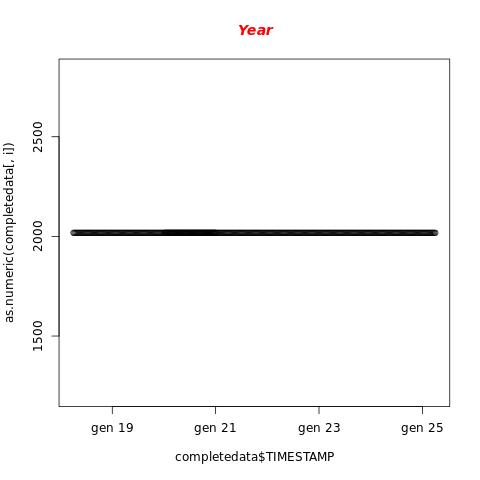 Year
as.numeric(completedata[, i])
2500
2000
1500
gen 19 gen 21 gen 23 gen 25
completedata$TIMESTAMP